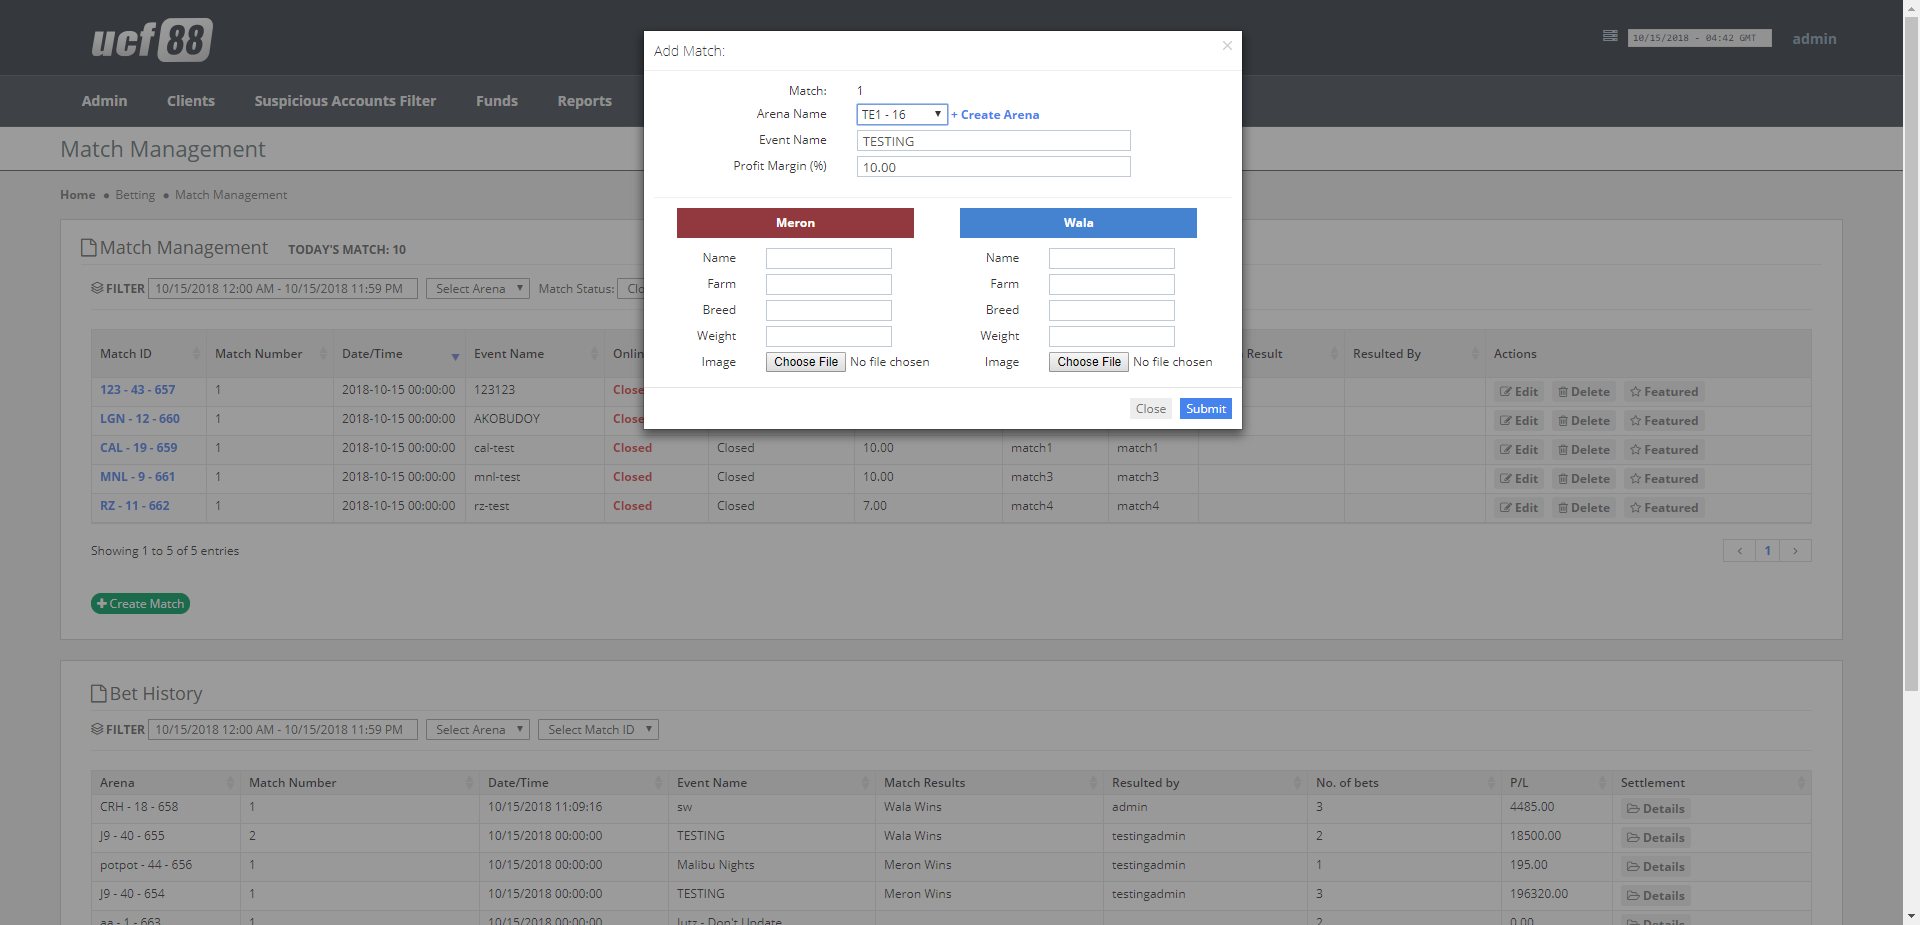 ucf 88
10/15/2018 - 04:42 GMT admin
Admin Clients Suspicious Accounts Filter Funds Reports
Match Management
Home • Betting • Match Management
Match Management TODAY'S MATCH: 10
FILTER 10/15/2018 12:00 AM - 10/15/2018 11:59 PM Select Arena Match Status: Clo
Match ID Match Number Date/Time Event Name Onlin Result Resulted By Actions
123 - 43 - 657 1 2018-10-15 00:00:00 123123 Close Edit Delete Featured
LGN - 12 - 660 1 2018-10-15 00:00:00 AKOBUDOY Close Edit Delete Featured
CAL - 19 - 659 1 2018-10-15 00:00:00 cal-test Closed Closed 10.00 match1 match1 Edit Delete Featured
MNL - 9 - 661 1 2018-10-15 00:00:00 mnl-test Closed Closed 10.00 match3 match3 Edit Delete Featured
RZ - 11 - 662 1 2018-10-15 00:00:00 rz-test Closed Closed 7.00 match4 match4 Edit Delete Featured
Showing 1 to 5 of 5 entries
< 1 >
Create Match
Add Match: ×
Match: 1
Arena Name TE1 - 16 + Create Arena
Event Name TESTING
Profit Margin (%) 10.00
Meron Wala
Name Name
Farm Farm
Breed Breed
Weight Weight
Image Choose File No file chosen Image Choose File No file chosen
Close Submit
Bet History
FILTER 10/15/2018 12:00 AM - 10/15/2018 11:59 PM Select Arena Select Match ID
Arena Match Number Date/Time Event Name Match Results Resulted by No. of bets P/L Settlement
CRH - 18 - 658 1 10/15/2018 11:09:16 sw Wala Wins admin 3 4485.00 Details
J9 - 40 - 655 2 10/15/2018 00:00:00 TESTING Wala Wins testingadmin 2 18500.00 Details
potpot - 44 - 656 1 10/15/2018 00:00:00 Malibu Nights Meron Wins testingadmin 1 195.00 Details
J9 - 40 - 654 1 10/15/2018 00:00:00 TESTING Meron Wins testingadmin 3 196320.00 Details
aa - 1 - 663 1 10/15/2018 00:00:00 lutz - Don't Update 2 0.00 Details